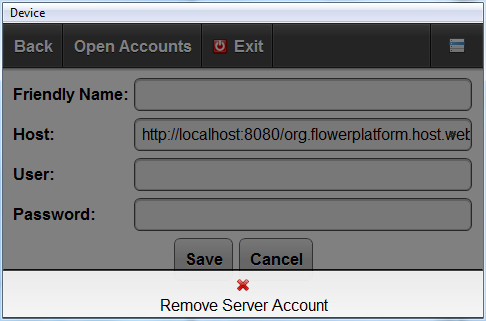 Device
Back Open Accounts Exit
Friendly Name:
Host: http://localhost:8080/org.flowerplatform.host.web
User:
Password:
Save Cancel
Remove Server Account